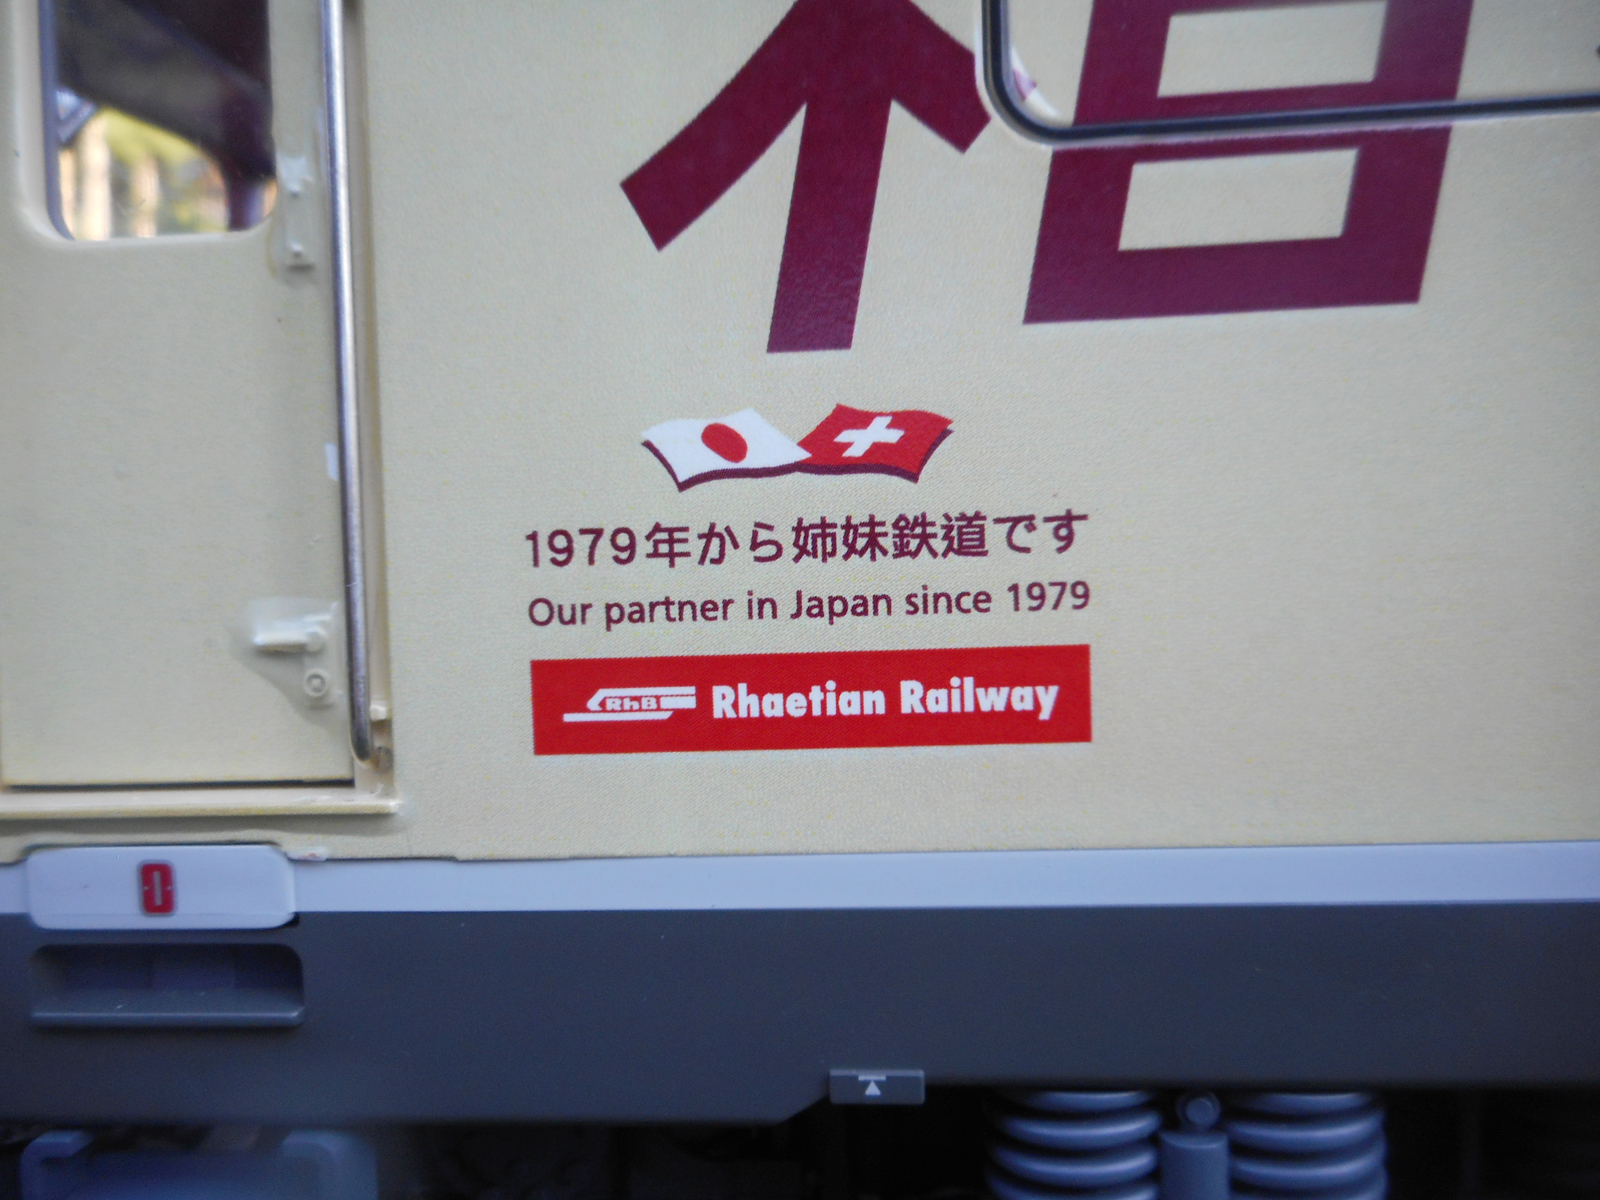 1979年から姉妹鉄道です
Our partner in Japan since 1979
RhB Rhaetian Railway